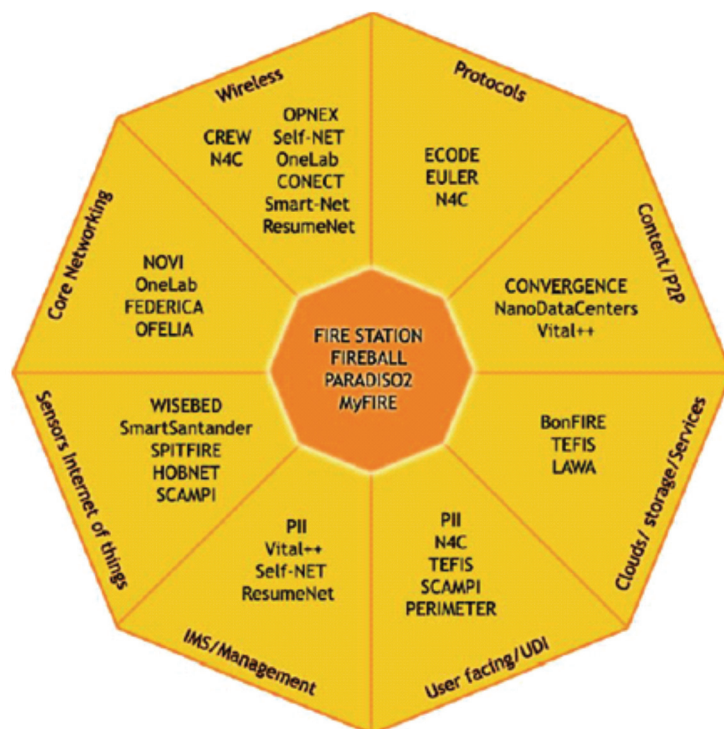 Wireless
CREW
N4C
OPNEX
Self-NET
OneLab
CONECT
Smart-Net
ResumeNet
Protocols
ECODE
EULER
N4C
Content/P2P
CONVERGENCE
NanoDataCenters
Vital++
Clouds/ storage/Services
BonFIRE
TEFIS
LAWA
User facing/UDI
PII
N4C
TEFIS
SCAMPI
PERIMETER
IMS/Management
PII
Vital++
Self-NET
ResumeNet
Sensors Internet of things
WISEBED
SmartSantander
SPITFIRE
HOBNET
SCAMPI
Core Networking
NOVI
OneLab
FEDERICA
OFELIA
FIRE STATION
FIREBALL
PARADISO2
MyFIRE